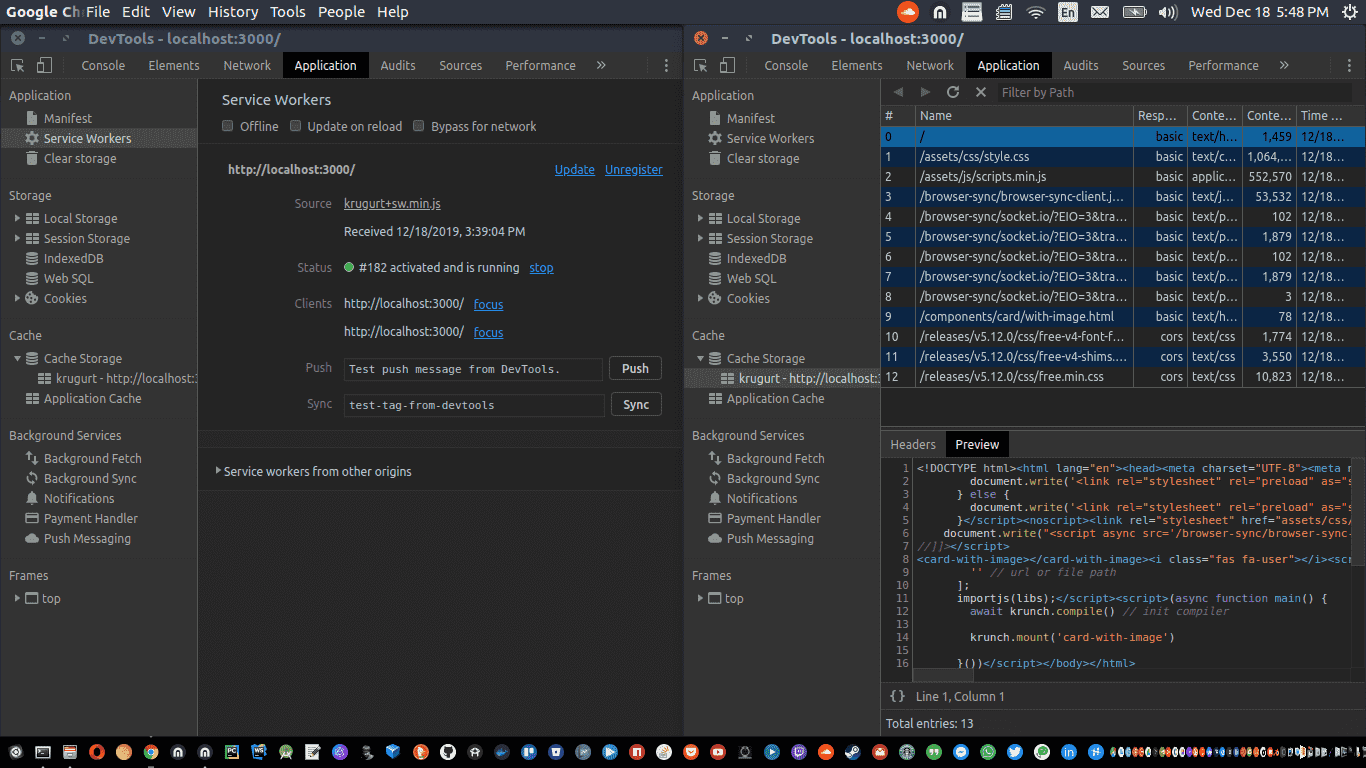 Google Ch File Edit View History Tools People Help En Wed Dec 18 5:48 PM
DevTools - localhost:3000/
Console Elements Network Application Audits Sources Performance »
Application
Manifest
Service Workers
Clear storage
Storage
Local Storage
Session Storage
IndexedDB
Web SQL
Cookies
Cache
Cache Storage
krugurt - http://localhost:3
Application Cache
Background Services
Background Fetch
Background Sync
Notifications
Payment Handler
Push Messaging
Frames
top
Service Workers
Offline Update on reload Bypass for network
http://localhost:3000/ Update Unregister
Source krugurt+sw.min.js
Received 12/18/2019, 3:39:04 PM
Status #182 activated and is running stop
Clients http://localhost:3000/ focus
http://localhost:3000/ focus
Push Test push message from DevTools. Push
Sync test-tag-from-devtools Sync
Service workers from other origins
DevTools - localhost:3000/
Console Elements Network Application Audits Sources Performance »
Application
Manifest
Service Workers
Clear storage
Storage
Local Storage
Session Storage
IndexedDB
Web SQL
Cookies
Cache
Cache Storage
krugurt - http://localhost:3
Application Cache
Background Services
Background Fetch
Background Sync
Notifications
Payment Handler
Push Messaging
Frames
top
Filter by Path
# Name Resp... Conte... Conte... Time ...
0 / basic text/h... 1,459 12/18...
1 /assets/css/style.css basic text/c... 1,064,... 12/18...
2 /assets/js/scripts.min.js basic applic... 552,570 12/18...
3 /browser-sync/browser-sync-client.j... basic text/j... 53,532 12/18...
4 /browser-sync/socket.io/?EIO=3&tra... basic text/p... 102 12/18...
5 /browser-sync/socket.io/?EIO=3&tra... basic text/p... 1,879 12/18...
6 /browser-sync/socket.io/?EIO=3&tra... basic text/p... 102 12/18...
7 /browser-sync/socket.io/?EIO=3&tra... basic text/p... 1,879 12/18...
8 /browser-sync/socket.io/?EIO=3&tra... basic text/p... 3 12/18...
9 /components/card/with-image.html basic text/h... 78 12/18...
10 /releases/v5.12.0/css/free-v4-font-f... cors text/css 1,774 12/18...
11 /releases/v5.12.0/css/free-v4-shims.... cors text/css 3,550 12/18...
12 /releases/v5.12.0/css/free.min.css cors text/css 10,823 12/18...
Headers Preview
1 <!DOCTYPE html><html lang="en"><head><meta charset="UTF-8"><meta n
2 document.write('<link rel="stylesheet" rel="preload" as="s
3 } else {
4 document.write('<link rel="stylesheet" rel="preload" as="s
5 }</script><noscript><link rel="stylesheet" href="assets/css/
6 document.write("<script async src='/browser-sync/browser-sync-
7 //]]></script>
8 <card-with-image></card-with-image><i class="fas fa-user"></i><scr
9 '' // url or file path
10 ];
11 importjs(libs);</script><script>(async function main() {
12 await krunch.compile() // init compiler
13
14 krunch.mount('card-with-image')
15
16 }())</script></body></html>
{} Line 1, Column 1
Total entries: 13